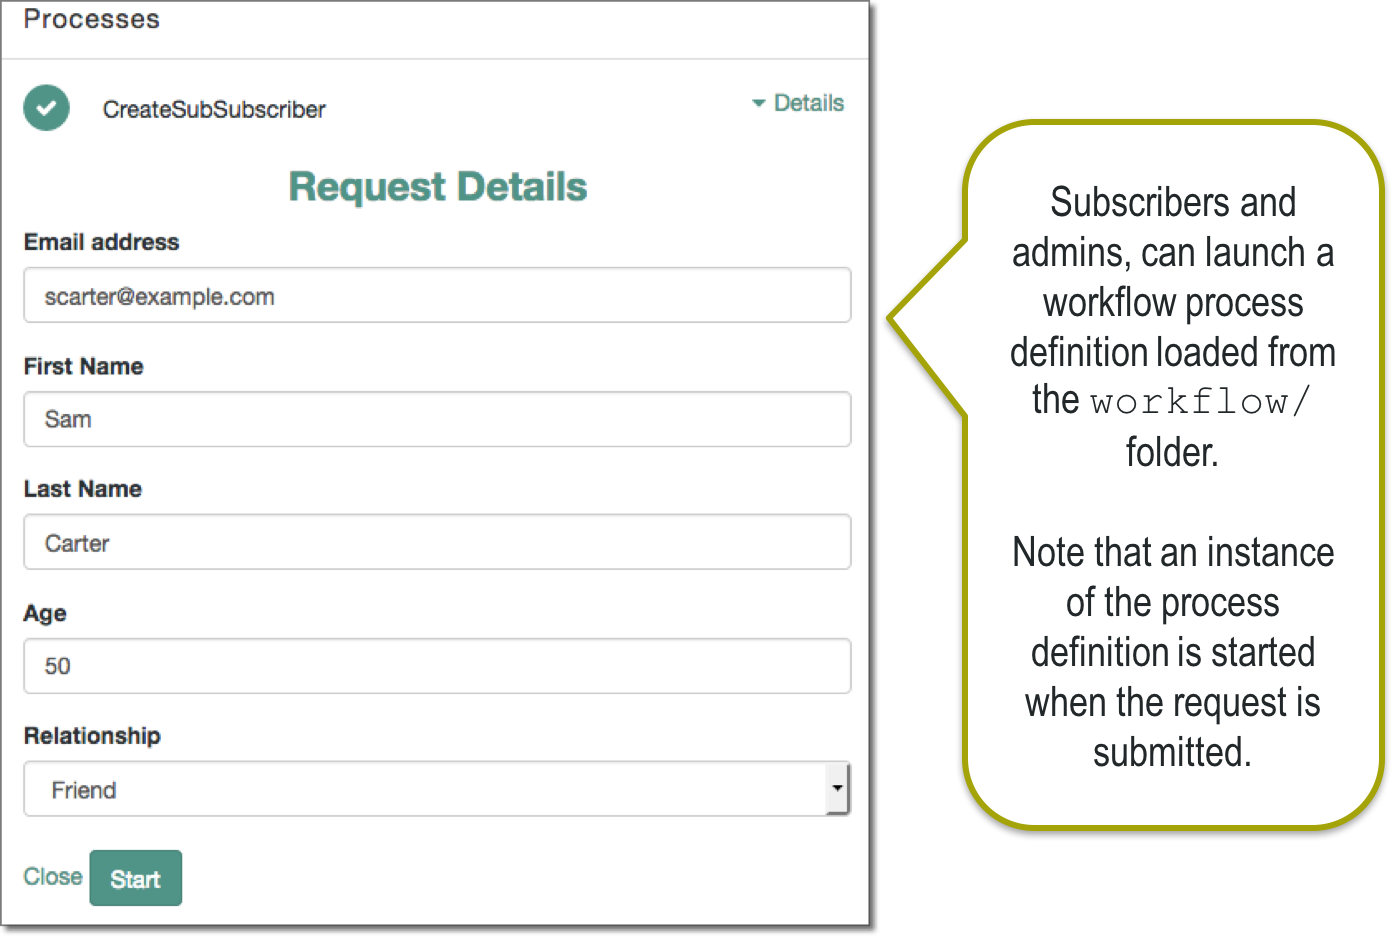 Processes
CreateSubSubscriber
Details
Request Details
Email address
scarter@example.com
First Name
Sam
Last Name
Carter
Age
50
Relationship
Friend
Close
Start
Subscribers and
admins, can launch a
workflow process
definition loaded from
the workflow/
folder.
Note that an instance
of the process
definition is started
when the request is
submitted.